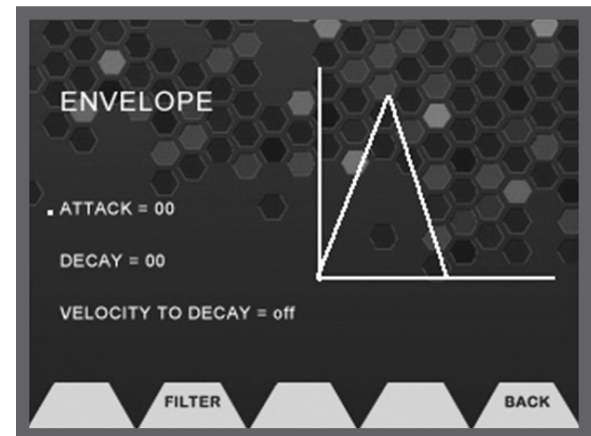 ENVELOPE
ATTACK = 00
DECAY = 00
VELOCITY TO DECAY = off
FILTER BACK